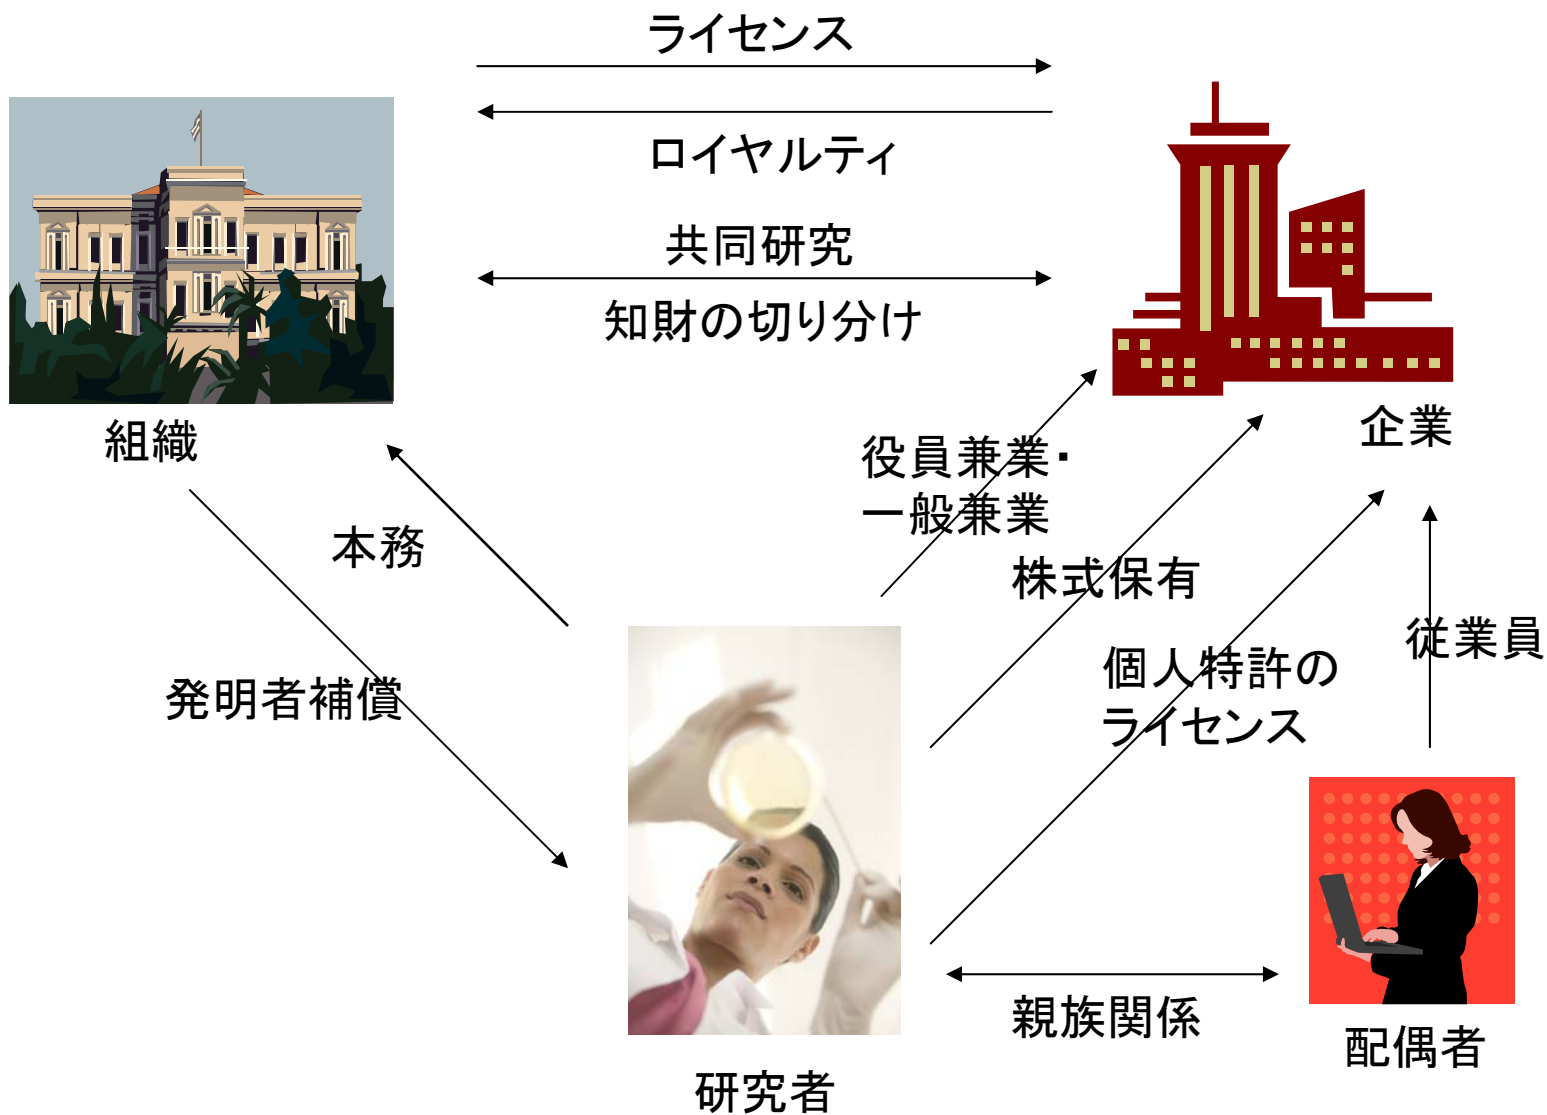 ライセンス
ロイヤルティ
共同研究
知財の切り分け
組織
企業
役員兼業・
一般兼業
本務
株式保有
従業員
個人特許の
ライセンス
発明者補償
親族関係
配偶者
研究者